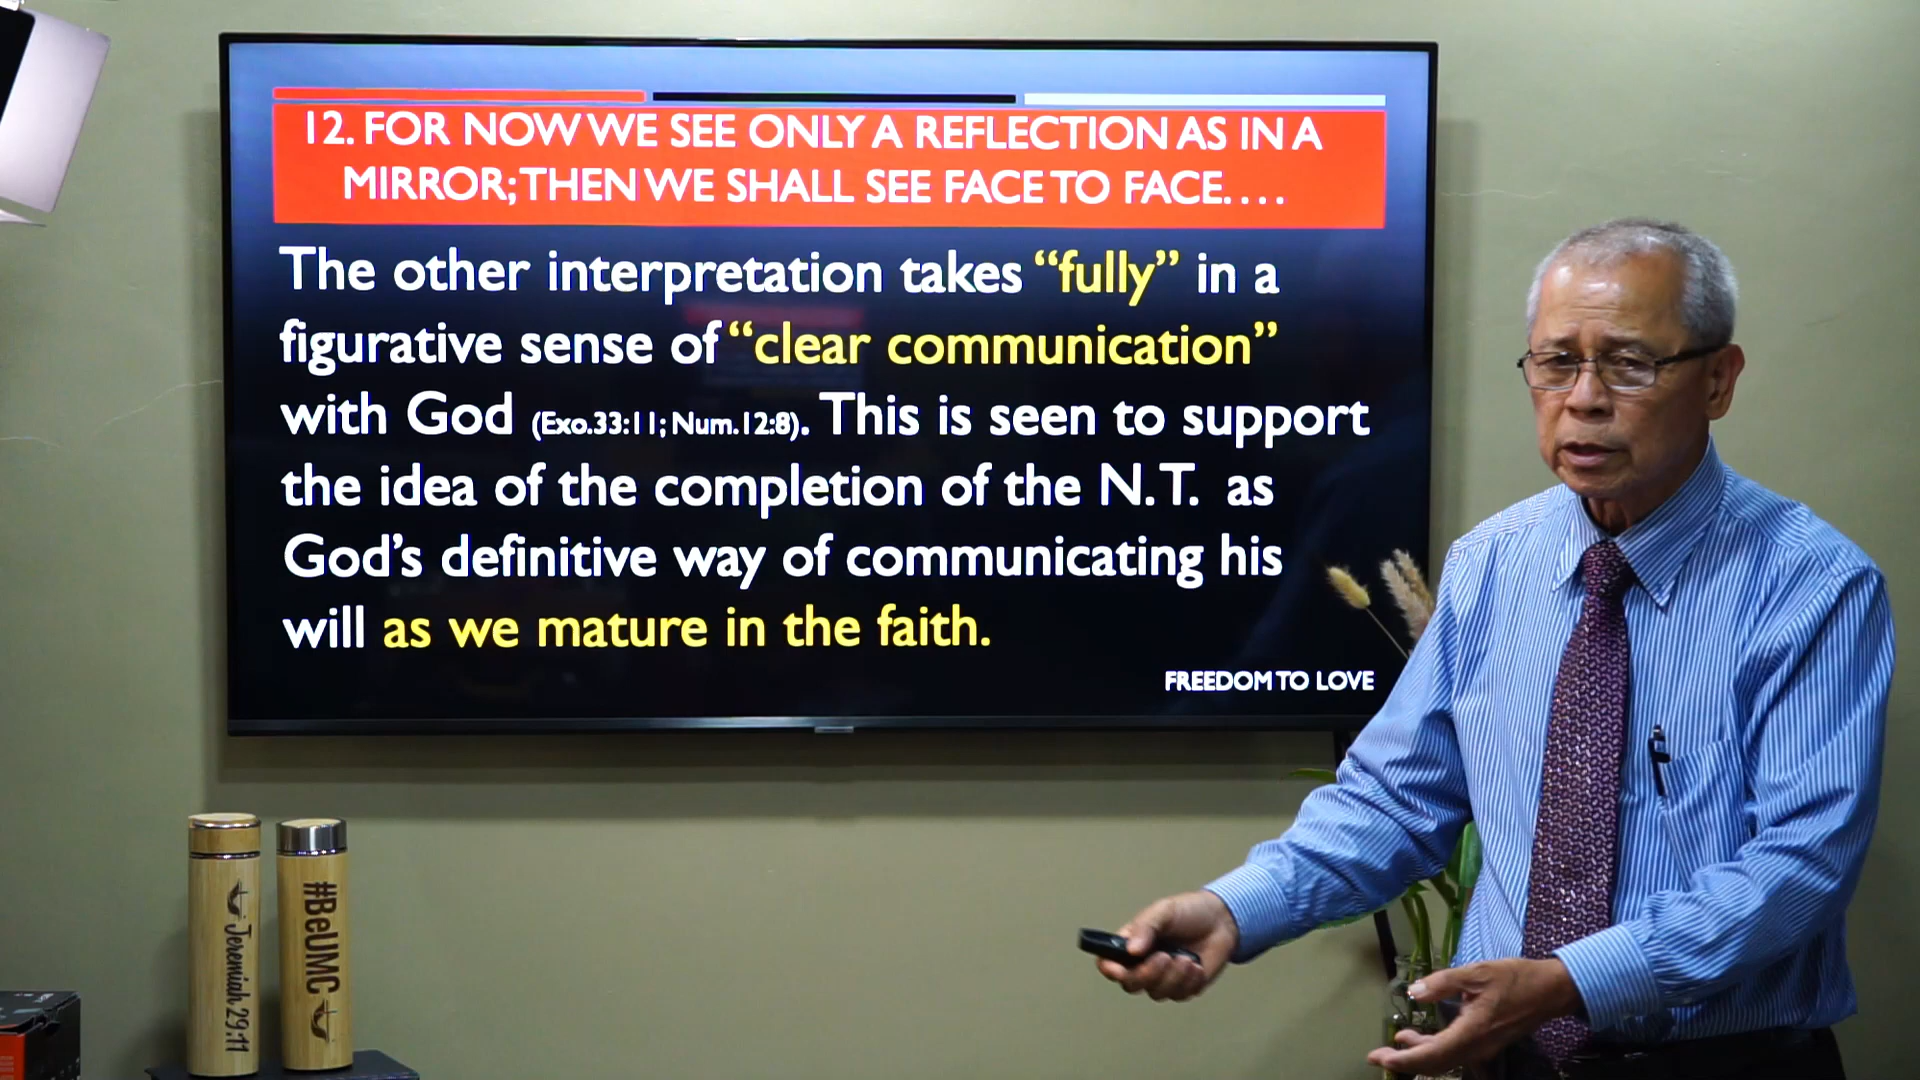 12. FOR NOW WE SEE ONLY A REFLECTION AS IN A
MIRROR; THEN WE SHALL SEE FACE TO FACE. . . .
The other interpretation takes “fully” in a
figurative sense of “clear communication”
with God (Exo.33:11; Num.12:8). This is seen to support
the idea of the completion of the N.T. as
God’s definitive way of communicating his
will as we mature in the faith.
FREEDOM TO LOVE
Jeremiah 29:11
#BeUMC